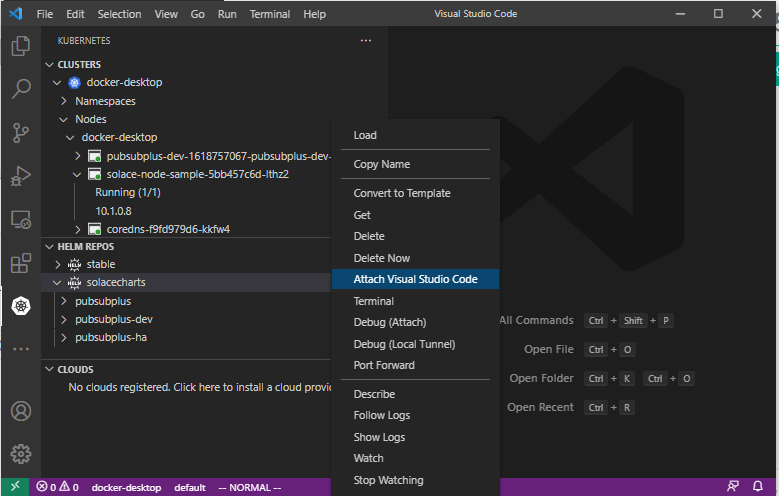 File Edit Selection View Go Run Terminal Help Visual Studio Code
KUBERNETES
CLUSTERS
docker-desktop
Namespaces
Nodes
docker-desktop
pubsubplus-dev-1618757067-pubsubplus-dev-
solace-node-sample-5bb457c6d-lthz2
Running (1/1)
10.1.0.8
coredns-f9fd979d6-kkfw4
HELM REPOS
HELM stable
HELM solacecharts
pubsubplus
pubsubplus-dev
pubsubplus-ha
CLOUDS
No clouds registered. Click here to install a cloud provid
Load
Copy Name
Convert to Template
Get
Delete
Delete Now
Attach Visual Studio Code
Terminal
Debug (Attach)
Debug (Local Tunnel)
Port Forward
Describe
Follow Logs
Show Logs
Watch
Stop Watching
All Commands Ctrl + Shift + P
Open File Ctrl + O
Open Folder Ctrl + K Ctrl + O
Open Recent Ctrl + R
0 0 docker-desktop default -- NORMAL --